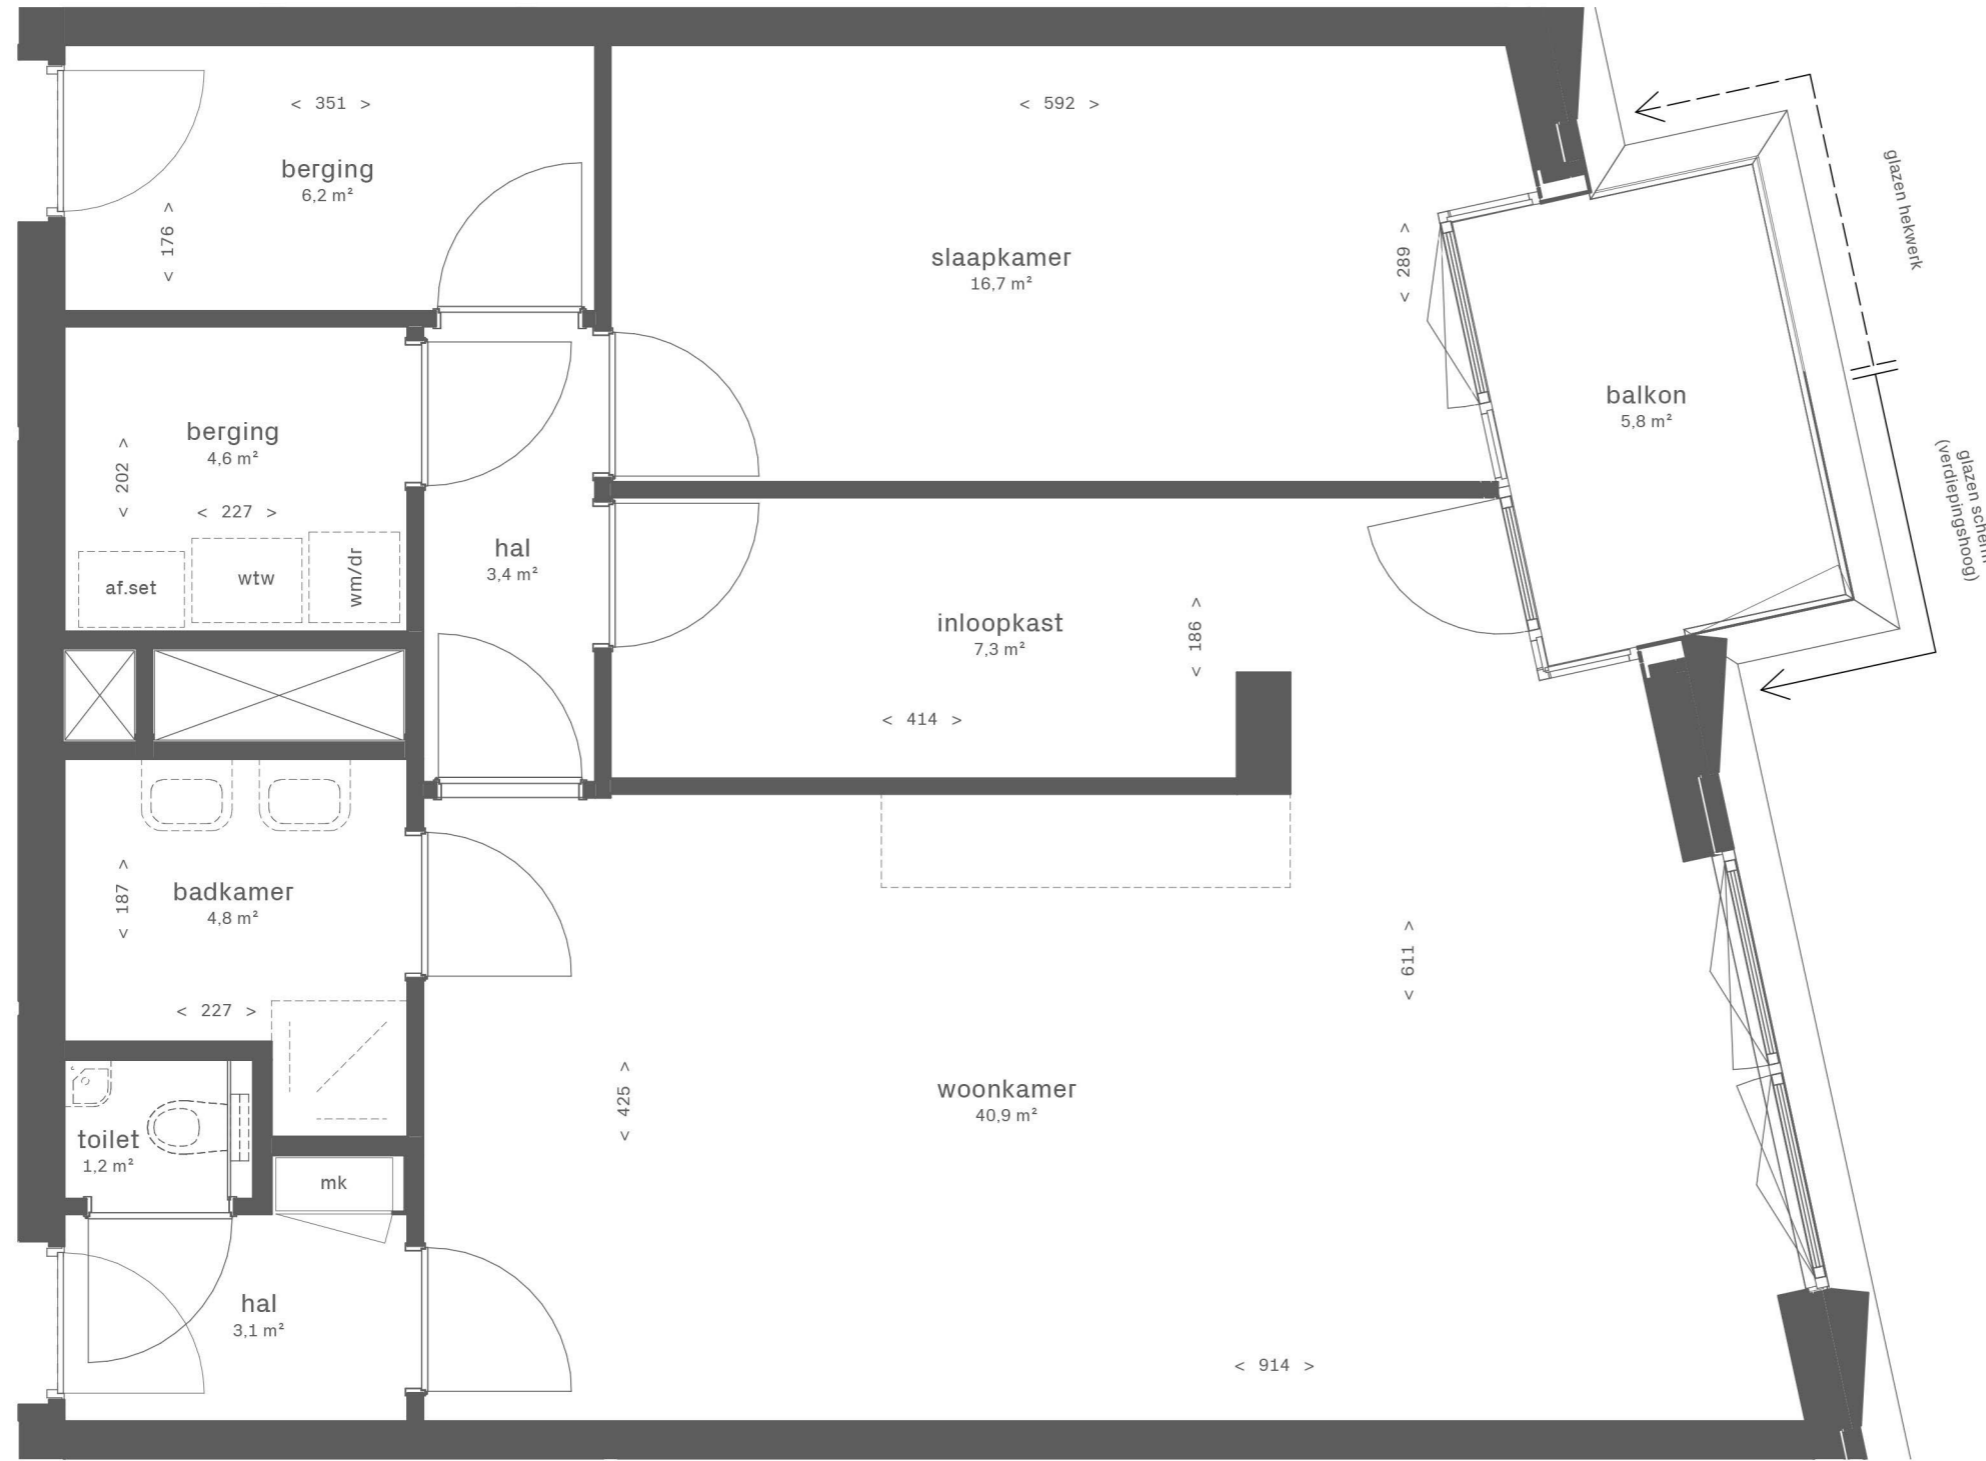 < 351 >
berging
6,2 m²
< 176 >
< 592 >
slaapkamer
16,7 m²
< 289 >
glazen hekwerk
balkon
5,8 m²
glazen scherm
(verdiepingshoog)
berging
4,6 m²
< 202 >
< 227 >
af.set
wtw
wm/dr
hal
3,4 m²
inloopkast
7,3 m²
< 186 >
< 414 >
badkamer
4,8 m²
< 187 >
< 227 >
< 611 >
< 425 >
woonkamer
40,9 m²
toilet
1,2 m²
mk
hal
3,1 m²
< 914 >